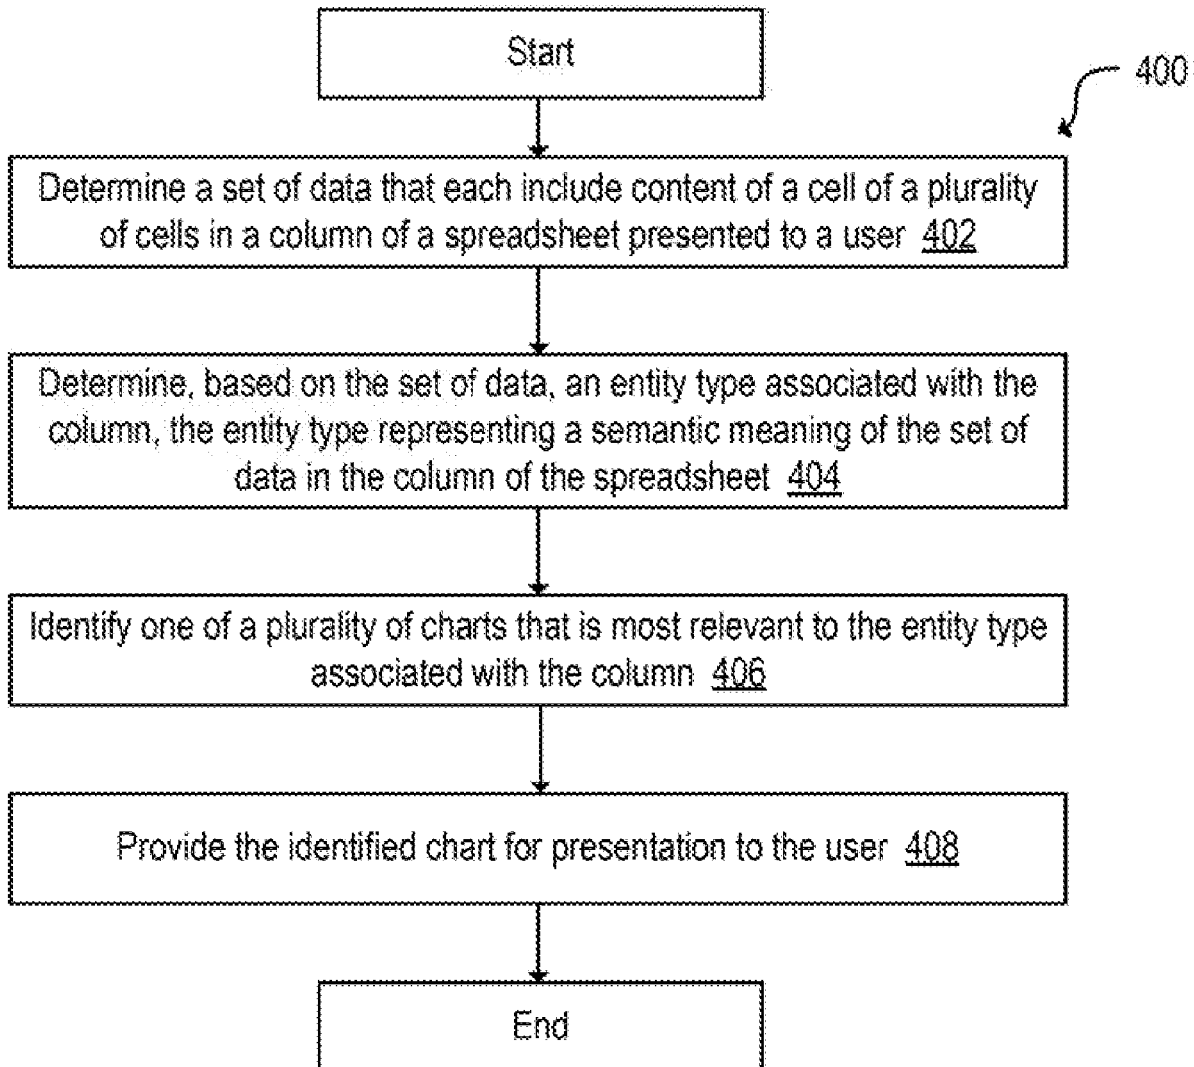 Start
400
Determine a set of data that each include content of a cell of a plurality
of cells in a column of a spreadsheet presented to a user 402
Determine, based on the set of data, an entity type associated with the
column, the entity type representing a semantic meaning of the set of
data in the column of the spreadsheet 404
Identify one of a plurality of charts that is most relevant to the entity type
associated with the column 406
Provide the identified chart for presentation to the user 408
End